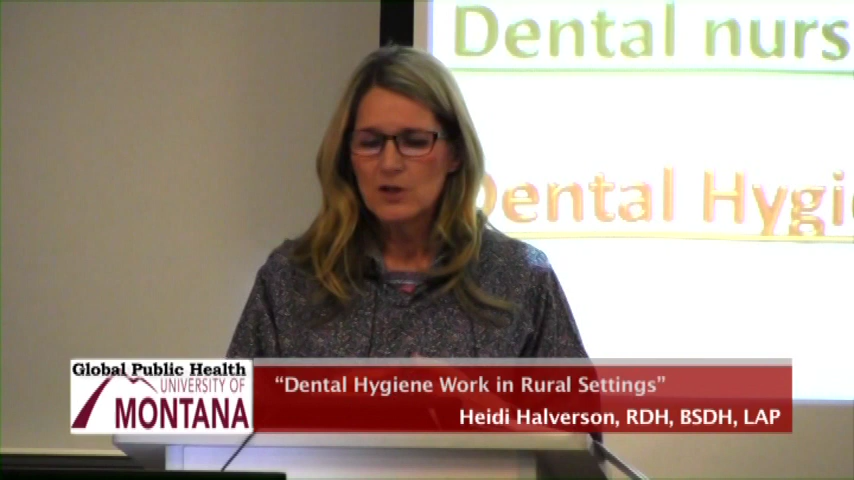 Dental nurs
Dental Hygie
Global Public Health
UNIVERSITY OF
MONTANA
“Dental Hygiene Work in Rural Settings”
Heidi Halverson, RDH, BSDH, LAP